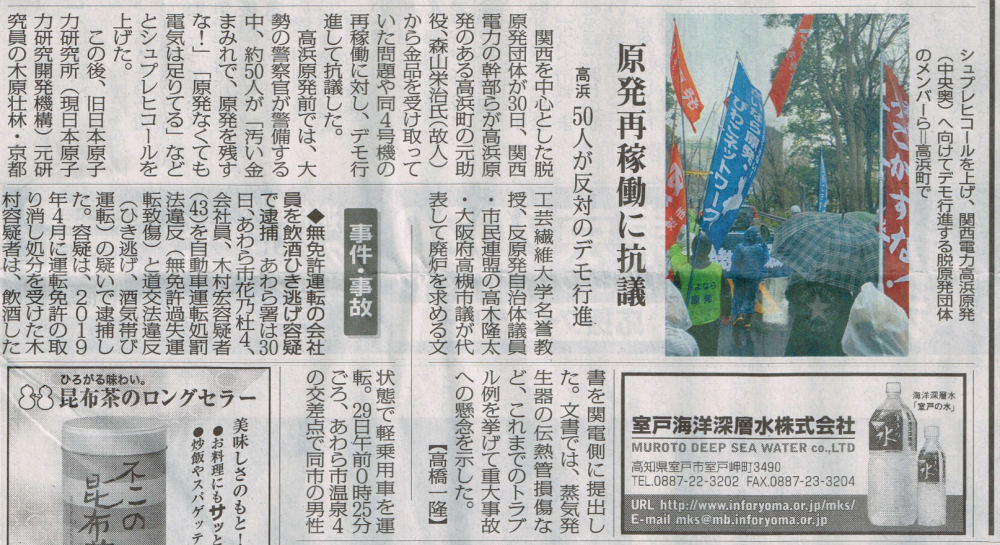 シュプレヒコールを上げ、関西電力高浜原発
（中央奥）へ向けてデモ行進する脱原発団体
のメンバーら＝高浜町で
うごかすな！
ネットワーク
さよなら
原発
原発再稼働に抗議
高浜 50人が反対のデモ行進
関西を中心とした脱
原発団体が30日、関西
電力の幹部らが高浜原
発のある高浜町の元助
役、森山栄治氏（故人）
から金品を受け取って
いた問題や同4号機の
再稼働に対し、デモ行
進して抗議した。
高浜原発前では、大
勢の警察官が警備する
中、約50人が「汚い金
まみれで、原発を残す
な！」「原発なくても
電気は足りてる」など
とシュプレヒコールを
上げた。
この後、旧日本原子
力研究所（現日本原子
力研究開発機構）元研
究員の木原壮林・京都
工芸繊維大学名誉教
授、反原発自治体議員
・市民連盟の高木隆太
・大阪府高槻市議が代
表して廃炉を求める文
書を関電側に提出し
た。文書では、蒸気発
生器の伝熱管損傷な
ど、これまでのトラブ
ル例を挙げて重大事故
への懸念を示した。
【高橋一隆】
事件・事故
◆無免許運転の会社
員を飲酒ひき逃げ容疑
で逮捕 あわら署は30
日、あわら市花乃杜4、
会社員、木村宏容疑者
(43)を自動車運転処罰
法違反（無免許過失運
転致傷）と道交法違反
（ひき逃げ、酒気帯び
運転）の疑いで逮捕し
た。容疑は、2019
年4月に運転免許の取
り消し処分を受けた木
村容疑者は、飲酒した
状態で軽乗用車を運
転。29日午前0時25分
ごろ、あわら市温泉4
の交差点で同市の男性
室戸海洋深層水株式会社
MUROTO DEEP SEA WATER co.,LTD
高知県室戸市室戸岬町3490
TEL.0887-22-3202 FAX.0887-23-3204
URL http://www.inforyoma.or.jp/mks/
E-mail mks@mb.inforyoma.or.jp
海洋深層水
「室戸の水」
水
水
ひろがる味わい。
昆布茶のロングセラー
美味しさのもと！
●お料理にもサッと
●炒飯やスパゲッテ
不二の
昆布